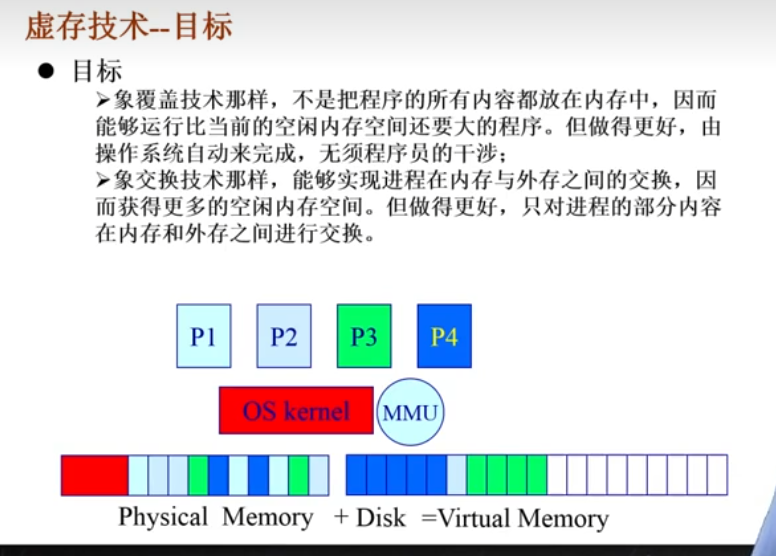 虚存技术--目标
● 目标
➢象覆盖技术那样，不是把程序的所有内容都放在内存中，因而
能够运行比当前的空闲内存空间还要大的程序。但做得更好，由
操作系统自动来完成，无须程序员的干涉；
➢象交换技术那样，能够实现进程在内存与外存之间的交换，因
而获得更多的空闲内存空间。但做得更好，只对进程的部分内容
在内存和外存之间进行交换。
P1 P2 P3 P4
OS kernel MMU
Physical Memory + Disk =Virtual Memory